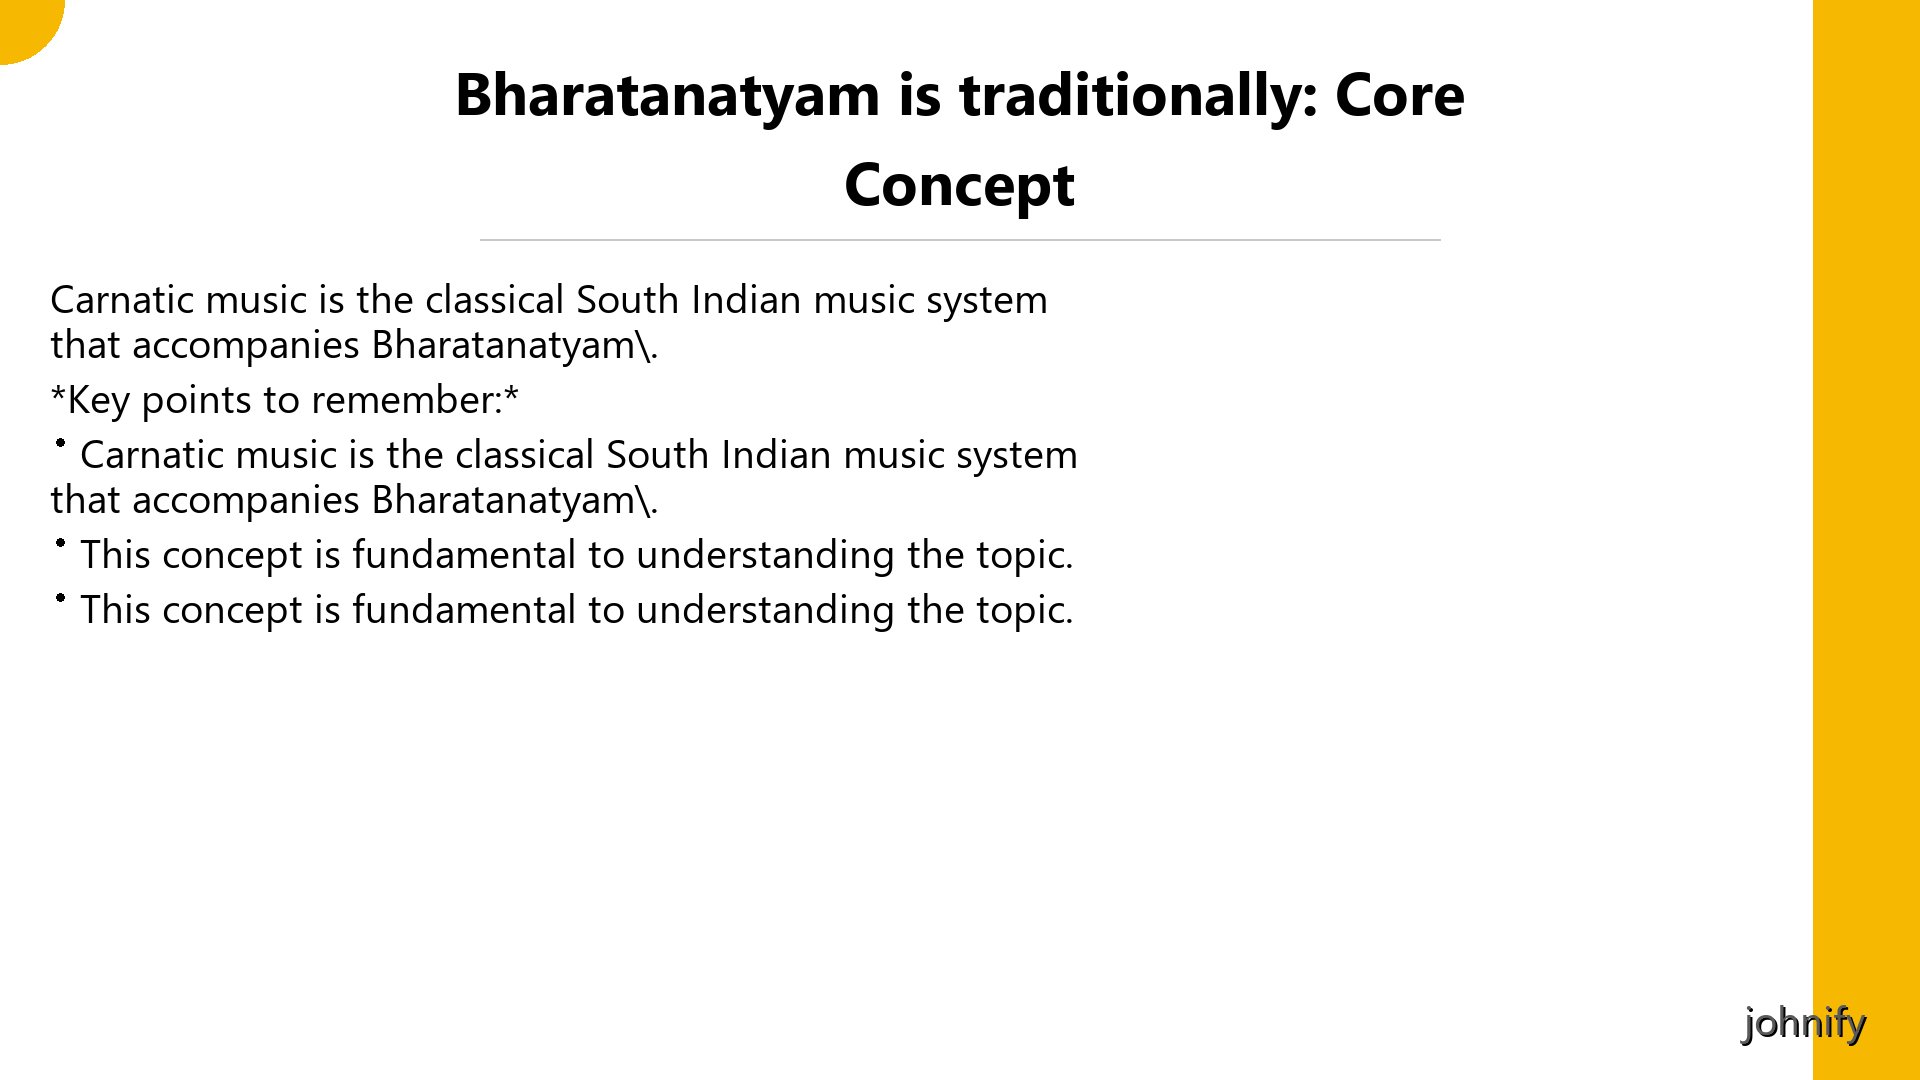 Bharatanatyam is traditionally: Core
Concept
Carnatic music is the classical South Indian music system
that accompanies Bharatanatyam\.
*Key points to remember:*
• Carnatic music is the classical South Indian music system
that accompanies Bharatanatyam\.
• This concept is fundamental to understanding the topic.
• This concept is fundamental to understanding the topic.
johnify